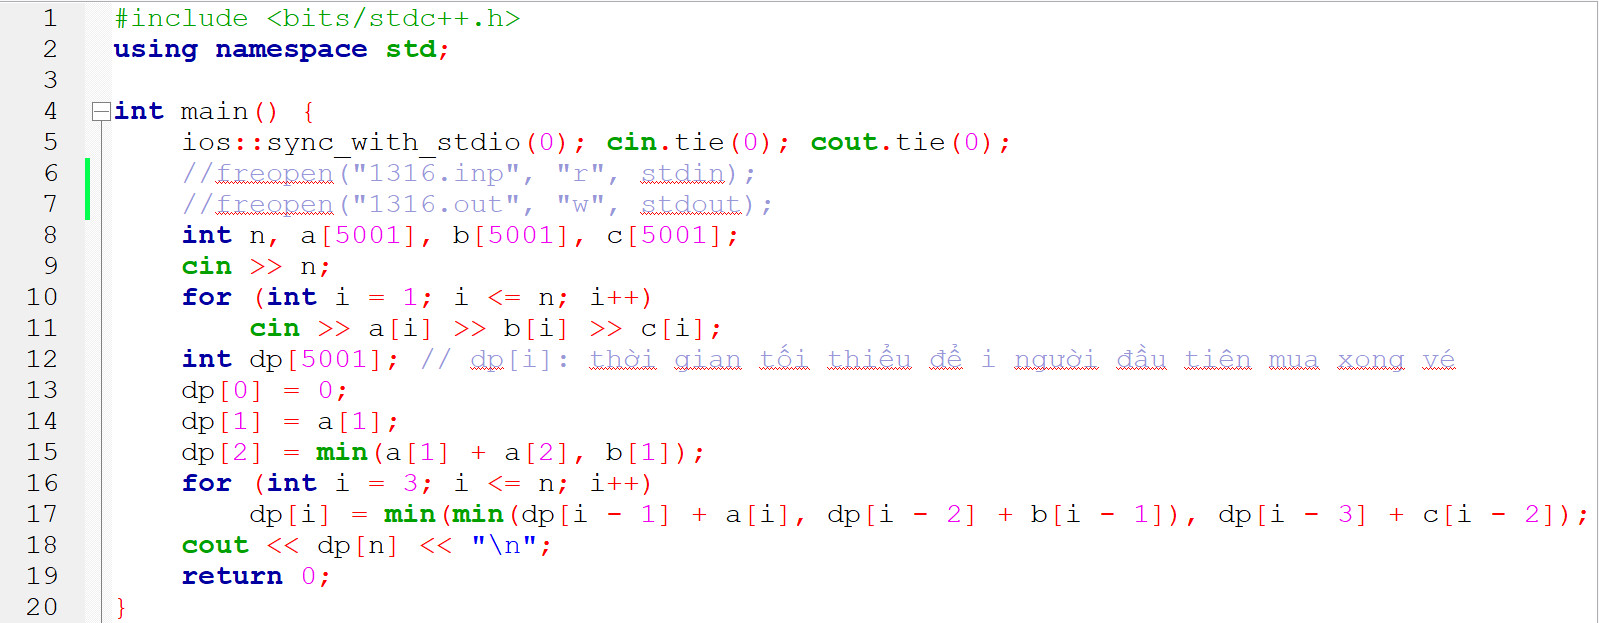 1 #include <bits/stdc++.h>
2 using namespace std;
3
4 int main() {
5 ios::sync_with_stdio(0); cin.tie(0); cout.tie(0);
6 //freopen("1316.inp", "r", stdin);
7 //freopen("1316.out", "w", stdout);
8 int n, a[5001], b[5001], c[5001];
9 cin >> n;
10 for (int i = 1; i <= n; i++)
11 cin >> a[i] >> b[i] >> c[i];
12 int dp[5001]; // dp[i]: thời gian tối thiểu để i người đầu tiên mua xong vé
13 dp[0] = 0;
14 dp[1] = a[1];
15 dp[2] = min(a[1] + a[2], b[1]);
16 for (int i = 3; i <= n; i++)
17 dp[i] = min(min(dp[i - 1] + a[i], dp[i - 2] + b[i - 1]), dp[i - 3] + c[i - 2]);
18 cout << dp[n] << "\n";
19 return 0;
20 }